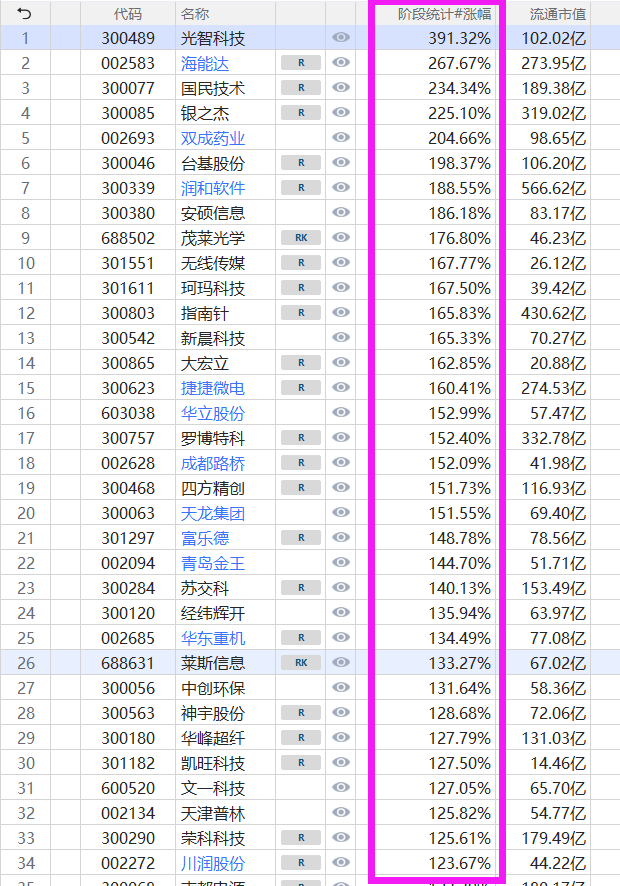 代码 名称 阶段统计#涨幅 流通市值
1 300489 光智科技 391.32% 102.02亿
2 002583 海能达 R 267.67% 273.95亿
3 300077 国民技术 R 234.34% 189.38亿
4 300085 银之杰 R 225.10% 319.02亿
5 002693 双成药业 204.66% 98.65亿
6 300046 台基股份 R 198.37% 106.20亿
7 300339 润和软件 R 188.55% 566.62亿
8 300380 安硕信息 186.18% 83.17亿
9 688502 茂莱光学 RK 176.80% 46.23亿
10 301551 无线传媒 R 167.77% 26.12亿
11 301611 珂玛科技 R 167.50% 39.42亿
12 300803 指南针 R 165.83% 430.62亿
13 300542 新晨科技 165.33% 70.27亿
14 300865 大宏立 R 162.85% 20.88亿
15 300623 捷捷微电 R 160.41% 274.53亿
16 603038 华立股份 152.99% 57.47亿
17 300757 罗博特科 R 152.40% 332.78亿
18 002628 成都路桥 R 152.09% 41.98亿
19 300468 四方精创 R 151.73% 116.93亿
20 300063 天龙集团 151.55% 69.40亿
21 301297 富乐德 R 148.78% 78.56亿
22 002094 青岛金王 144.70% 51.71亿
23 300284 苏交科 R 140.13% 153.49亿
24 300120 经纬辉开 135.94% 63.97亿
25 002685 华东重机 R 134.49% 77.08亿
26 688631 莱斯信息 RK 133.27% 67.02亿
27 300056 中创环保 131.64% 58.36亿
28 300563 神宇股份 R 128.68% 72.06亿
29 300180 华峰超纤 R 127.79% 131.03亿
30 301182 凯旺科技 R 127.50% 14.46亿
31 600520 文一科技 127.05% 65.70亿
32 002134 天津普林 125.82% 54.77亿
33 300290 荣科科技 R 125.61% 179.49亿
34 002272 川润股份 R 123.67% 44.22亿